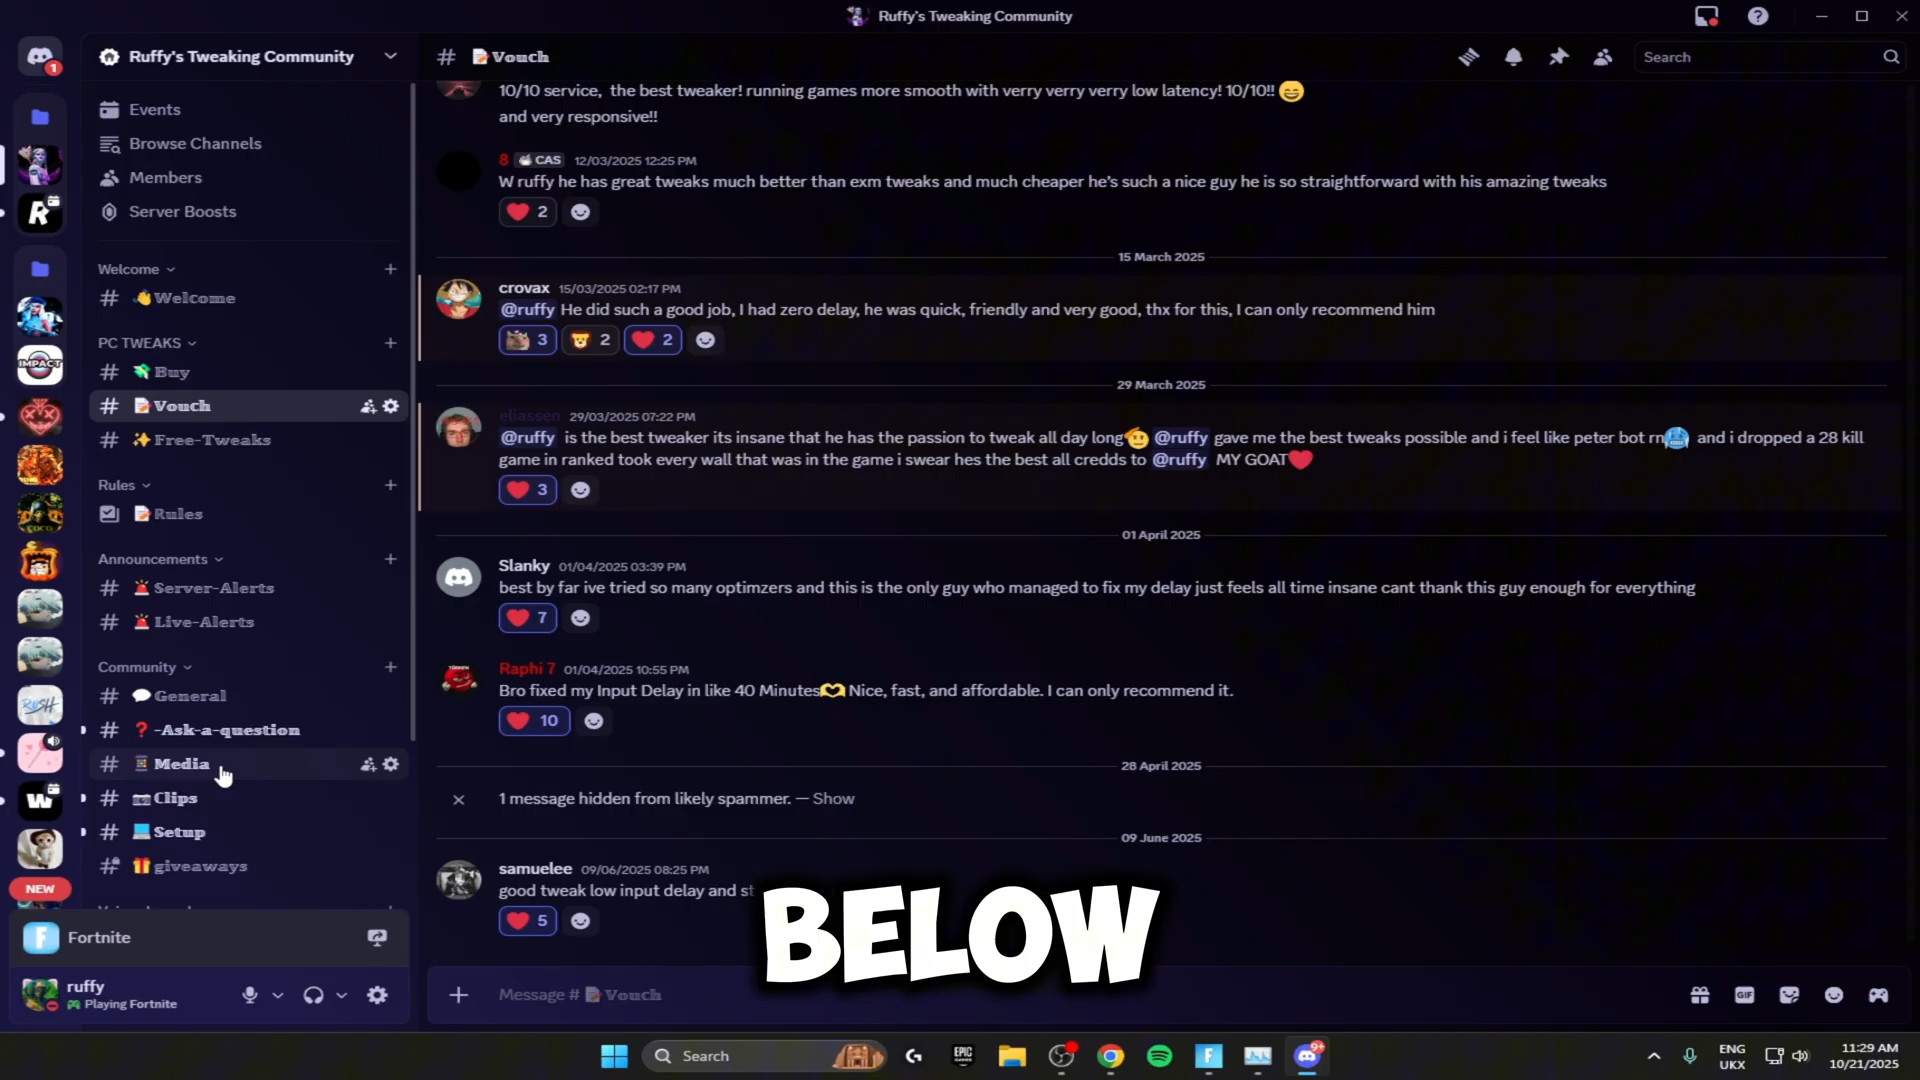 Ruffy's Tweaking Community
Ruffy's Tweaking Community
1
Events
Browse Channels
Members
Server Boosts
Welcome
Welcome
PC TWEAKS
Buy
Vouch
Free-Tweaks
Rules
Rules
Announcements
Server-Alerts
Live-Alerts
Community
General
-Ask-a-question
Media
Clips
Setup
giveaways
NEW
IMPACT
RUSH
Fortnite
ruffy
Playing Fortnite
Vouch
Search
10/10 service, the best tweaker! running games more smooth with verry verry verry low latency! 10/10!!
and very responsive!!
8 CAS 12/03/2025 12:25 PM
W ruffy he has great tweaks much better than exm tweaks and much cheaper he's such a nice guy he is so straightforward with his amazing tweaks
2
15 March 2025
crovax 15/03/2025 02:17 PM
@ruffy He did such a good job, I had zero delay, he was quick, friendly and very good, thx for this, I can only recommend him
3 2 2
29 March 2025
eliassen 29/03/2025 07:22 PM
@ruffy is the best tweaker its insane that he has the passion to tweak all day long @ruffy gave me the best tweaks possible and i feel like peter bot rn and i dropped a 28 kill
game in ranked took every wall that was in the game i swear hes the best all credds to @ruffy MY GOAT
3
01 April 2025
Slanky 01/04/2025 03:39 PM
best by far ive tried so many optimzers and this is the only guy who managed to fix my delay just feels all time insane cant thank this guy enough for everything
7
Raphi 7 01/04/2025 10:55 PM
Bro fixed my Input Delay in like 40 Minutes Nice, fast, and affordable. I can only recommend it.
10
28 April 2025
1 message hidden from likely spammer. — Show
09 June 2025
samuelee 09/06/2025 08:25 PM
good tweak low input delay and st
5
BELOW
Message # Vouch
GIF
Search
EPIC GAMES
9+
ENG
UKX
11:29 AM
10/21/2025